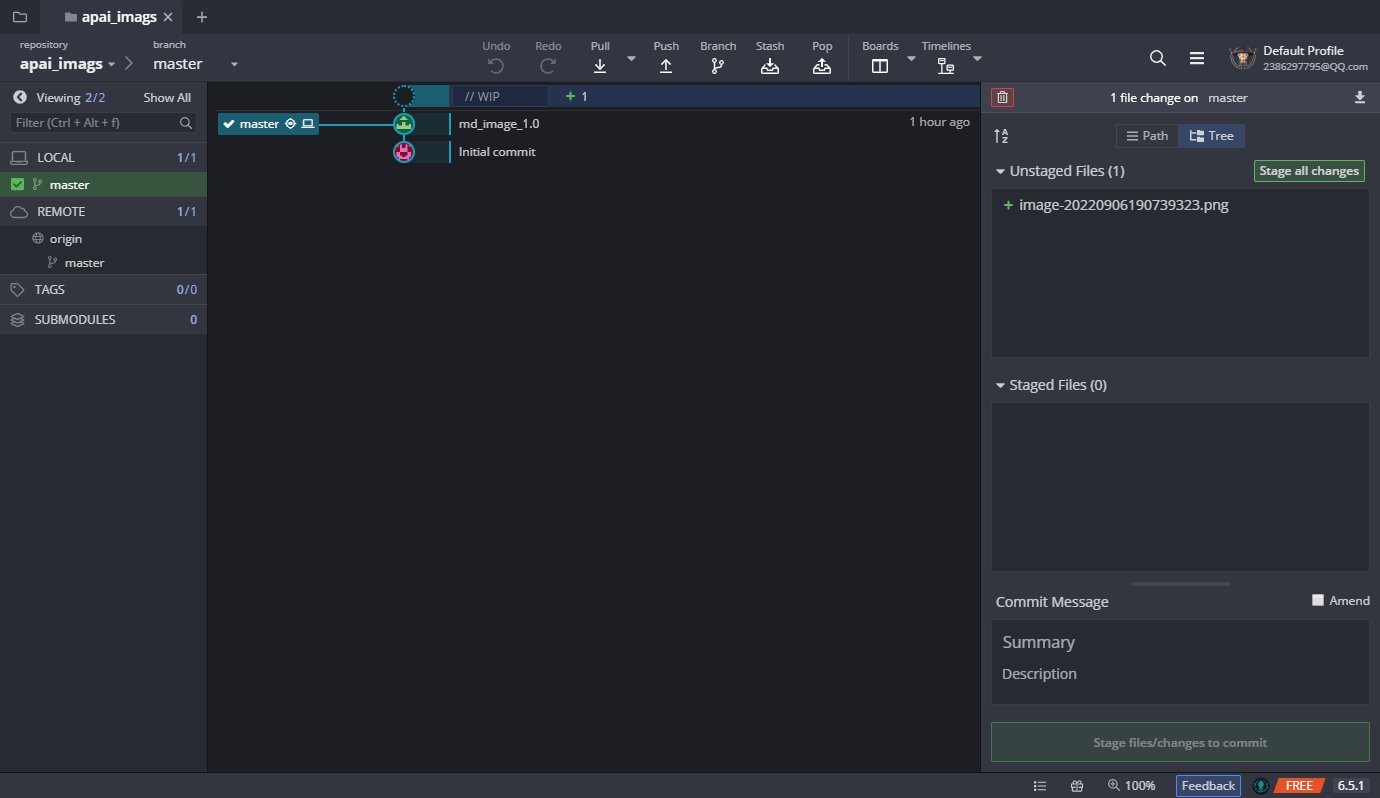 apai_imags
repository
apai_imags
branch
master
Undo
Redo
Pull
Push
Branch
Stash
Pop
Boards
Timelines
Default Profile
2386297795@QQ.com
Viewing 2/2
Show All
Filter (Ctrl + Alt + f)
LOCAL 1/1
master
REMOTE 1/1
origin
master
TAGS 0/0
SUBMODULES 0
// WIP
+ 1
master
md_image_1.0
1 hour ago
Initial commit
1 file change on master
Path
Tree
Unstaged Files (1)
Stage all changes
+ image-20220906190739323.png
Staged Files (0)
Commit Message
Amend
Summary
Description
Stage files/changes to commit
100%
Feedback
FREE
6.5.1